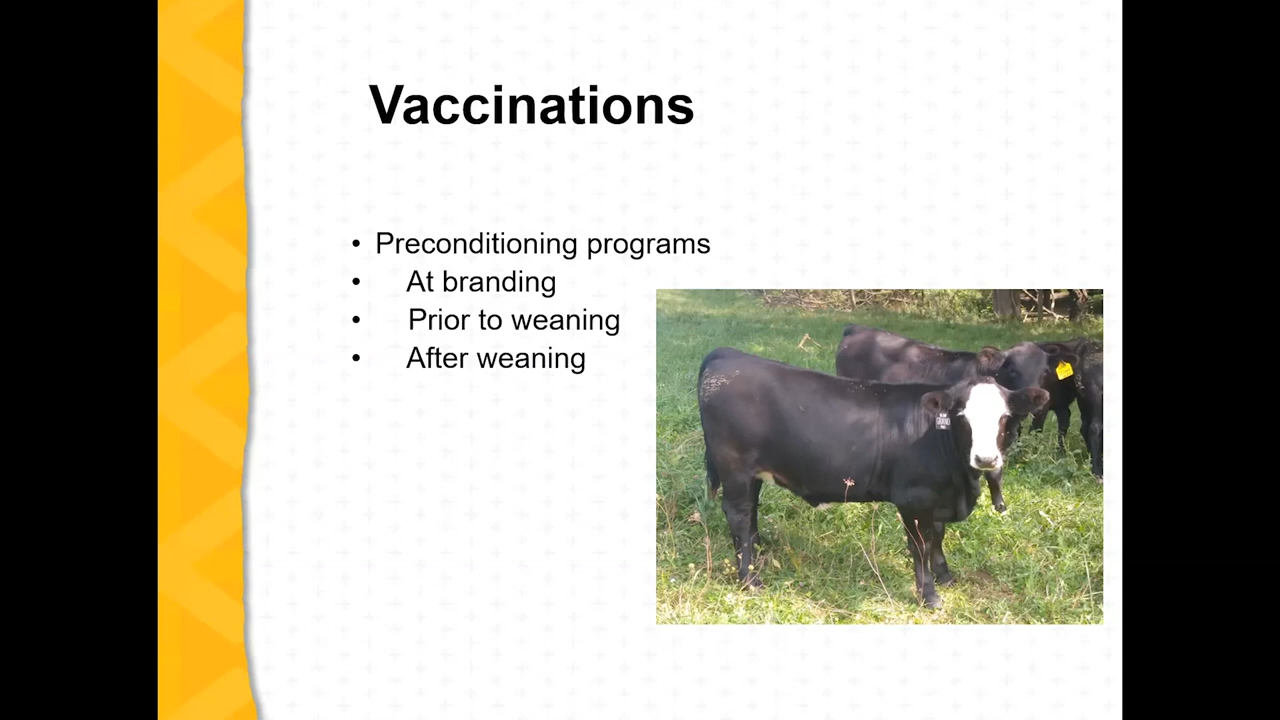 Vaccinations
• Preconditioning programs
• At branding
• Prior to weaning
• After weaning